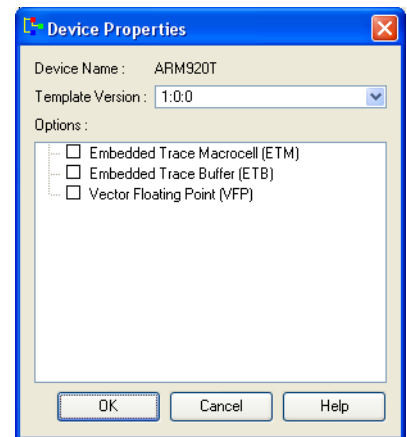 Device Properties
Device Name : ARM920T
Template Version : 1:0:0
Options :
Embedded Trace Macrocell (ETM)
Embedded Trace Buffer (ETB)
Vector Floating Point (VFP)
OK Cancel Help